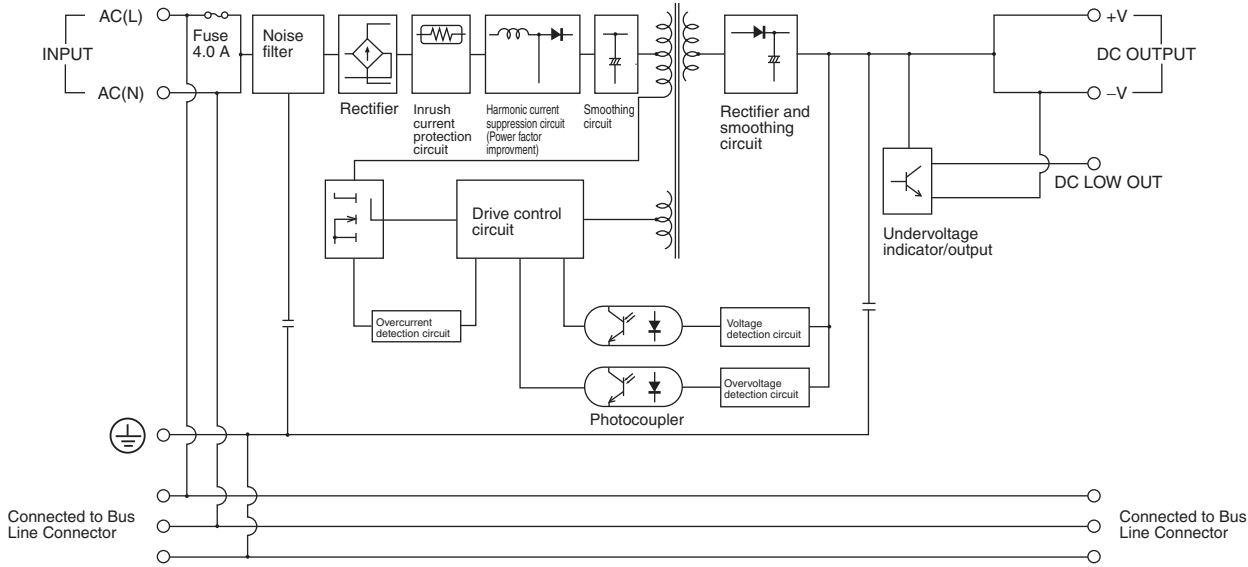 AC(L)
INPUT
AC(N)
Fuse
4.0 A
Noise
filter
Rectifier
Inrush
current
protection
circuit
Harmonic current
suppression circuit
(Power factor
improvment)
Smoothing
circuit
Rectifier and
smoothing
circuit
+V
DC OUTPUT
–V
DC LOW OUT
Undervoltage
indicator/output
Drive control
circuit
Overcurrent
detection circuit
Voltage
detection circuit
Overvoltage
detection circuit
Photocoupler
Connected to Bus
Line Connector
Connected to Bus
Line Connector